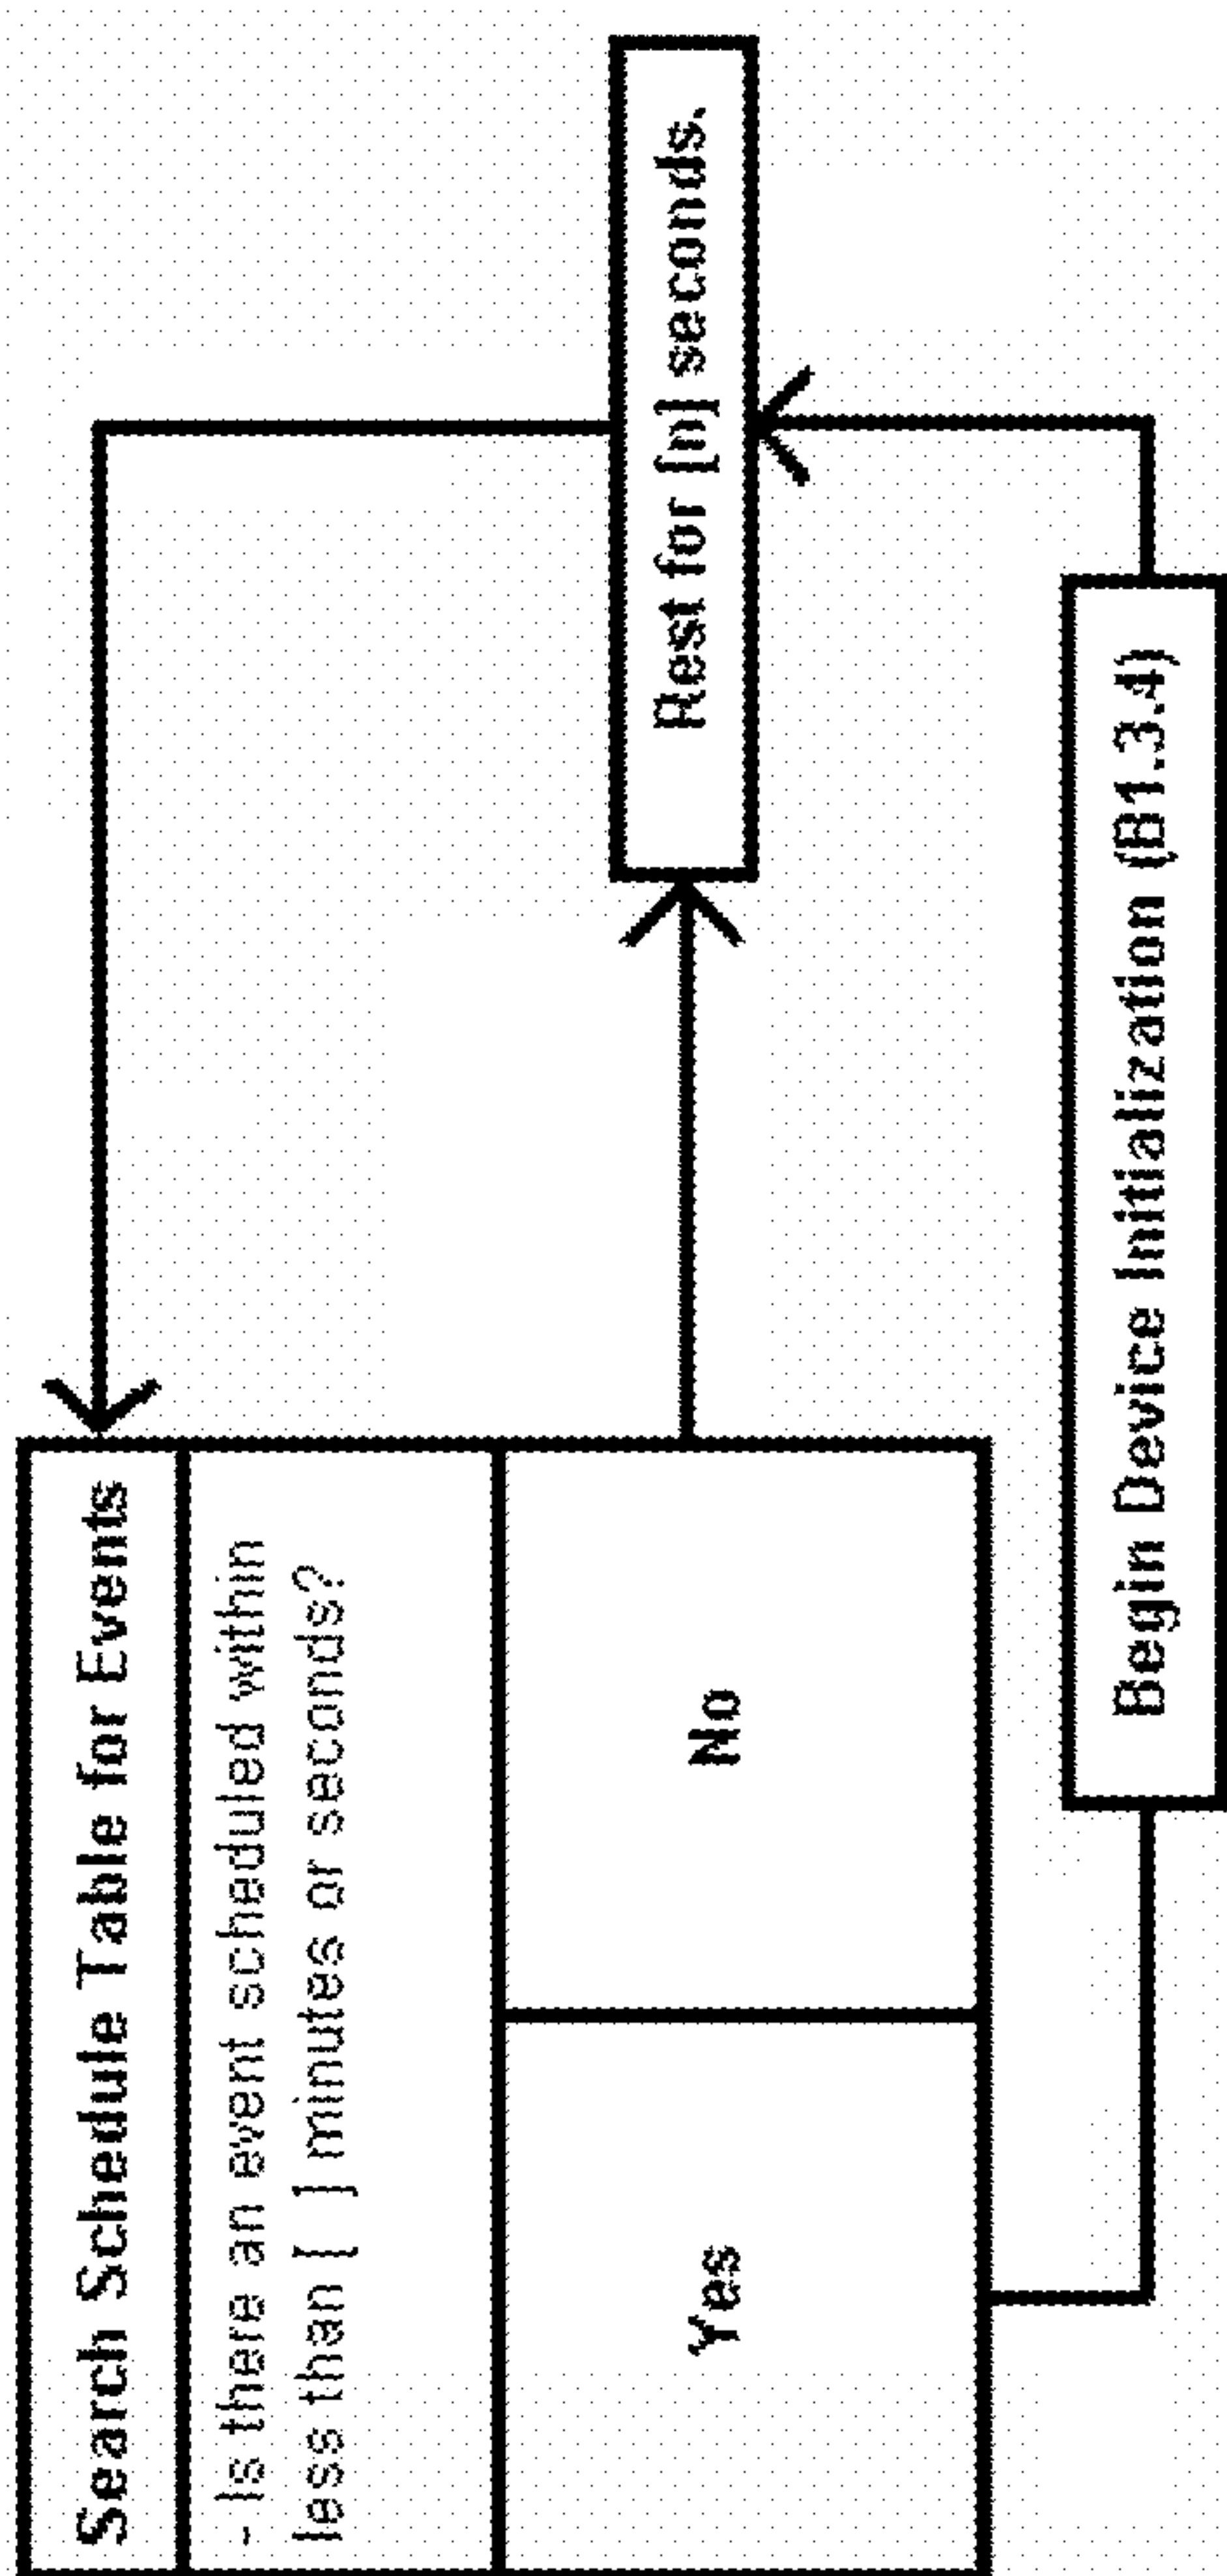 Search Schedule Table for Events
- Is there an event scheduled within
less than [ ] minutes or seconds?
Yes
No
Rest for [n] seconds.
Begin Device Initialization (B1.3.4)